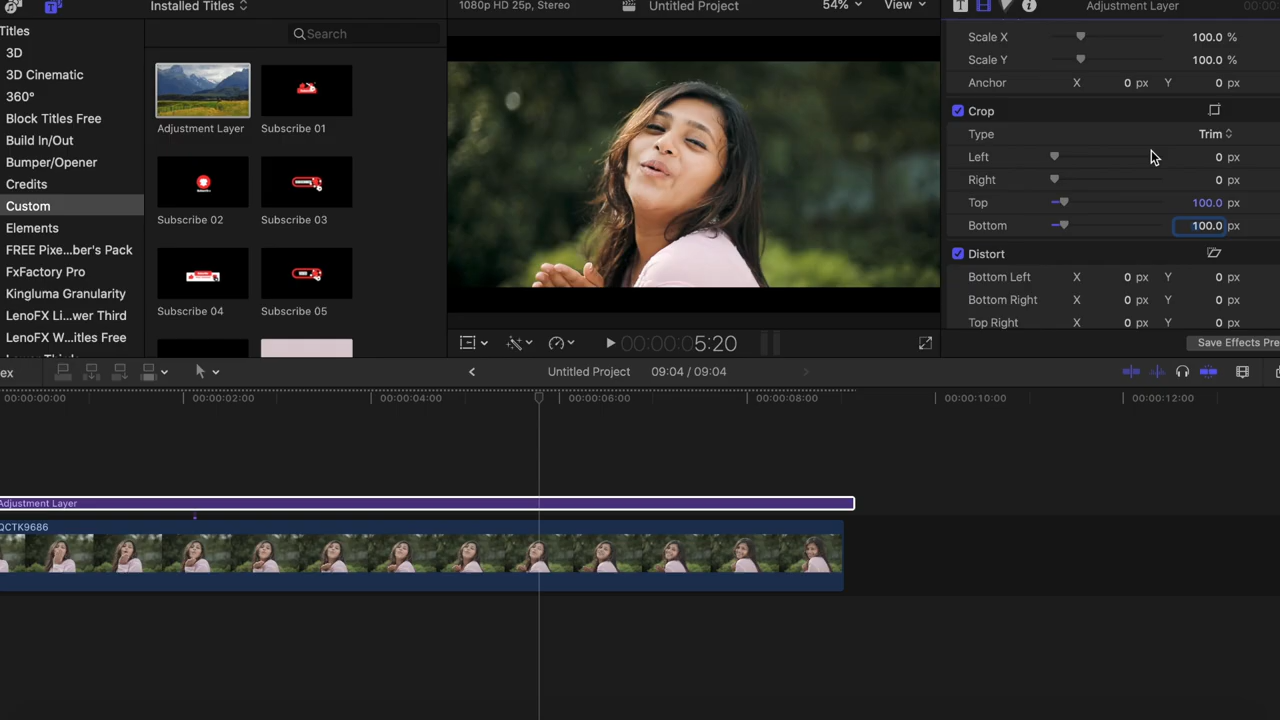 Installed Titles
1080p HD 25p, Stereo
Untitled Project
54%
View
Adjustment Layer
00:00
Titles
3D
3D Cinematic
360°
Block Titles Free
Build In/Out
Bumper/Opener
Credits
Custom
Elements
FREE Pixe...ber's Pack
FxFactory Pro
Kingluma Granularity
LenoFX Li...wer Third
LenoFX W...itles Free
Search
Adjustment Layer
Subscribe 01
Subscribe 02
Subscribe 03
Subscribe 04
Subscribe 05
Scale X 100.0 %
Scale Y 100.0 %
Anchor X 0 px Y 0 px
Crop
Type Trim
Left 0 px
Right 0 px
Top 100.0 px
Bottom 100.0 px
Distort
Bottom Left X 0 px Y 0 px
Bottom Right X 0 px Y 0 px
Top Right X 0 px Y 0 px
Save Effects Pre
00:00:05:20
ex
Untitled Project
09:04 / 09:04
00:00:00:00
00:00:02:00
00:00:04:00
00:00:06:00
00:00:08:00
00:00:10:00
00:00:12:00
Adjustment Layer
QCTK9686